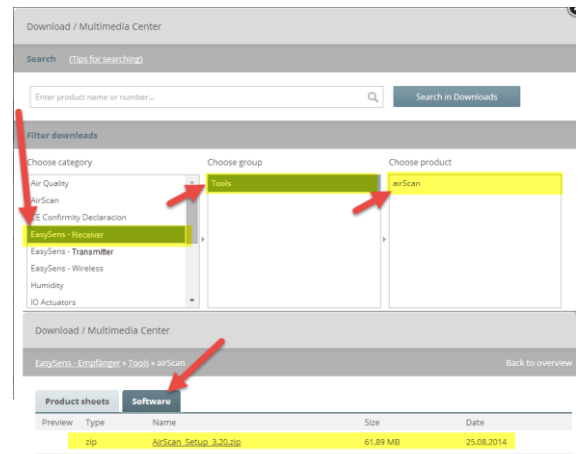 Download / Multimedia Center
Search (Tips for searching)
Enter product name or number...
Search in Downloads
Filter downloads
Choose category
Choose group
Choose product
Air Quality
AirScan
CE Confirmity Declaracion
EasySens - Receiver
EasySens - Transmitter
EasySens - Wireless
Humidity
IO Actuators
Tools
airScan
Download / Multimedia Center
EasySens - Empfänger » Tools » airScan
Back to overview
Product sheets
Software
Preview Type Name Size Date
zip AirScan_Setup_3.20.zip 61,89 MB 25.08.2014